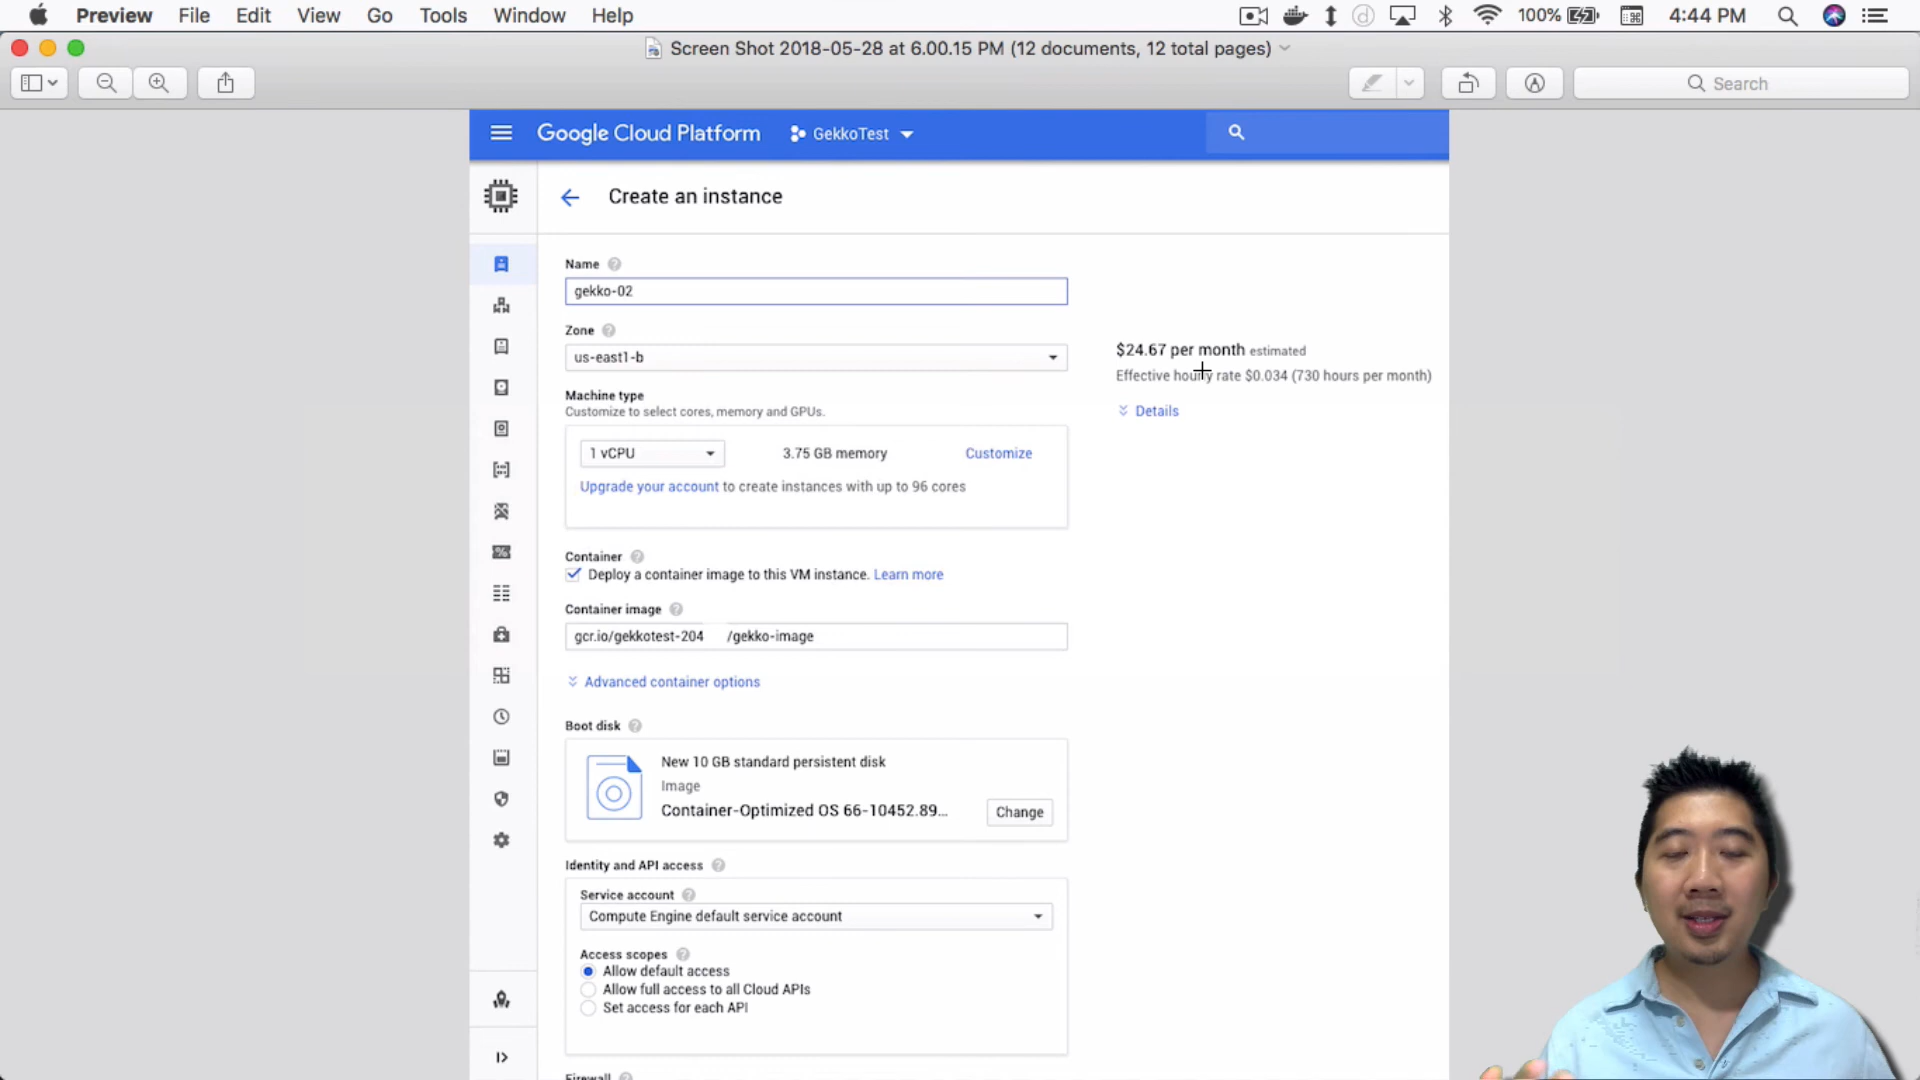 Preview File Edit View Go Tools Window Help 100% 4:44 PM
Screen Shot 2018-05-28 at 6.00.15 PM (12 documents, 12 total pages)
Search
Google Cloud Platform GekkoTest
Create an instance
Name
gekko-02
Zone
us-east1-b
$24.67 per month estimated
Effective hourly rate $0.034 (730 hours per month)
Details
Machine type
Customize to select cores, memory and GPUs.
1 vCPU 3.75 GB memory Customize
Upgrade your account to create instances with up to 96 cores
Container
Deploy a container image to this VM instance. Learn more
Container image
gcr.io/gekkotest-204 /gekko-image
Advanced container options
Boot disk
New 10 GB standard persistent disk
Image
Container-Optimized OS 66-10452.89...
Change
Identity and API access
Service account
Compute Engine default service account
Access scopes
Allow default access
Allow full access to all Cloud APIs
Set access for each API
Firewall